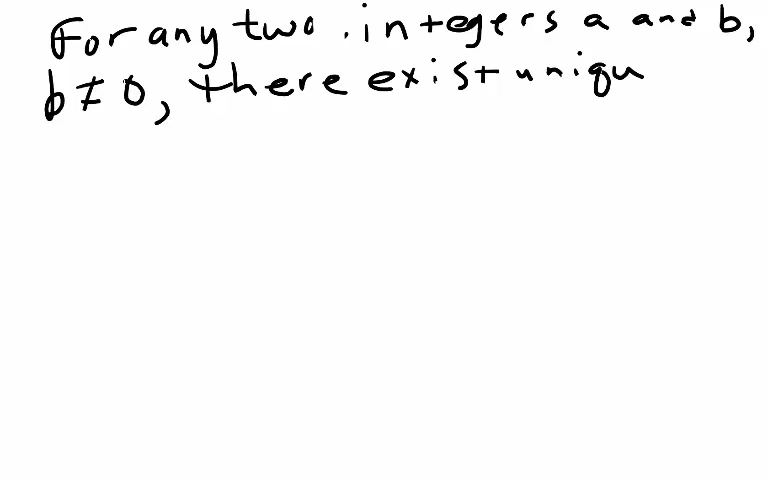 For any two integers a and b,
b ≠ 0, there exist uniqu